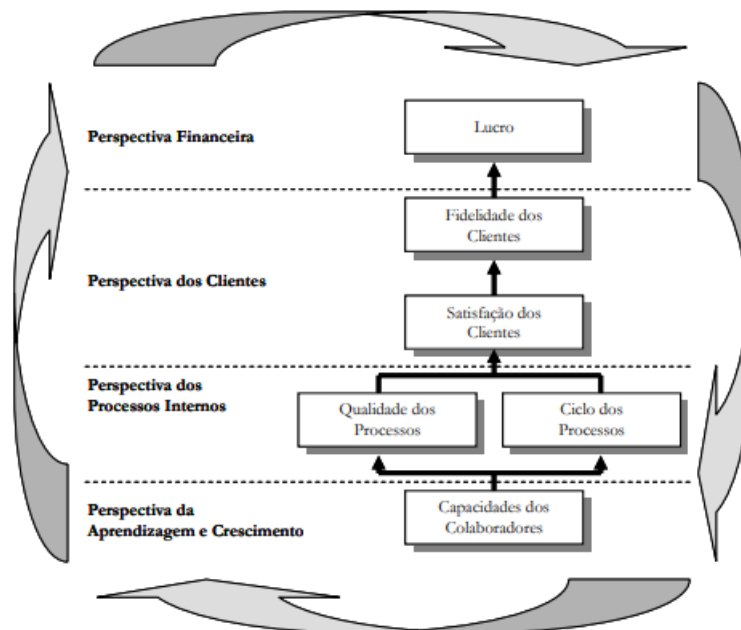 Perspectiva Financeira
Lucro
Fidelidade dos
Clientes
Perspectiva dos Clientes
Satisfação dos
Clientes
Perspectiva dos
Processos Internos
Qualidade dos
Processos
Ciclo dos
Processos
Perspectiva da
Aprendizagem e Crescimento
Capacidades dos
Colaboradores